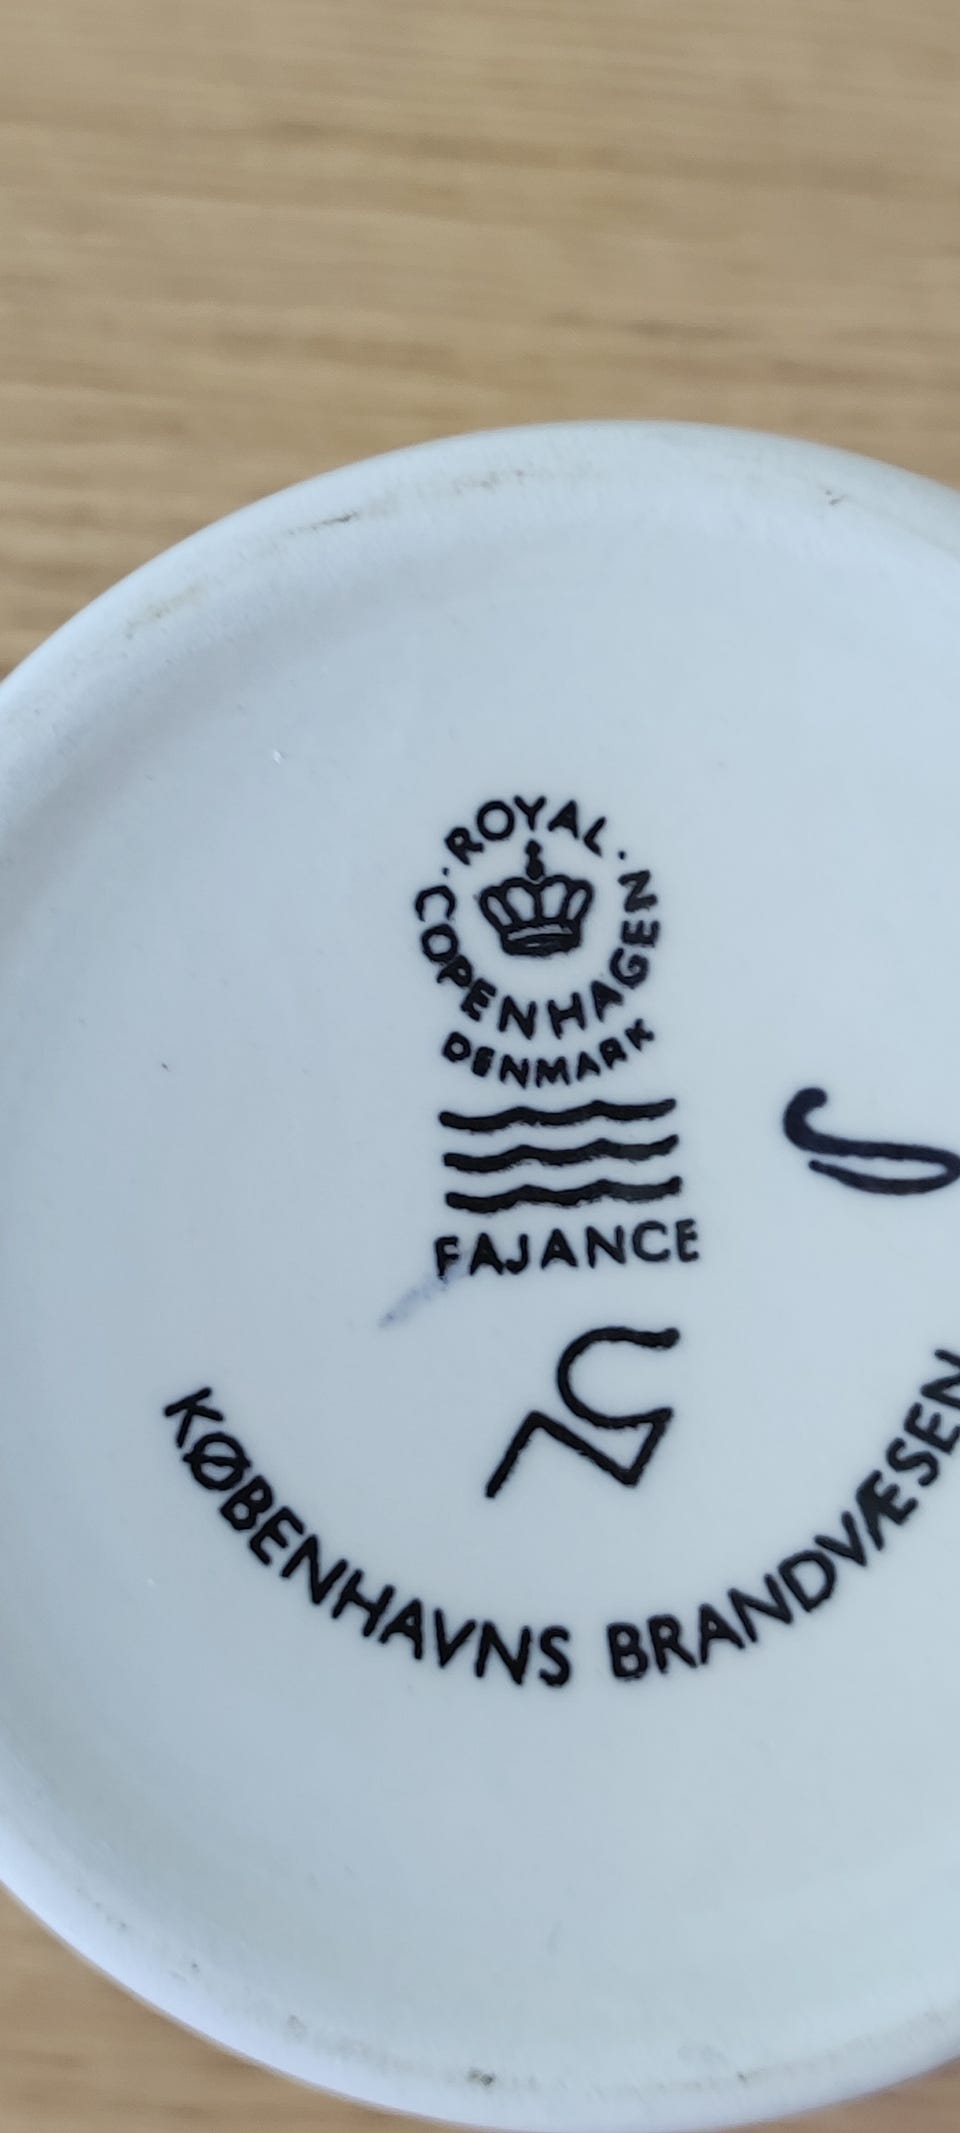 ROYAL
COPENHAGEN
DENMARK
FAJANCE
KØBENHAVNS BRANDVÆSEN